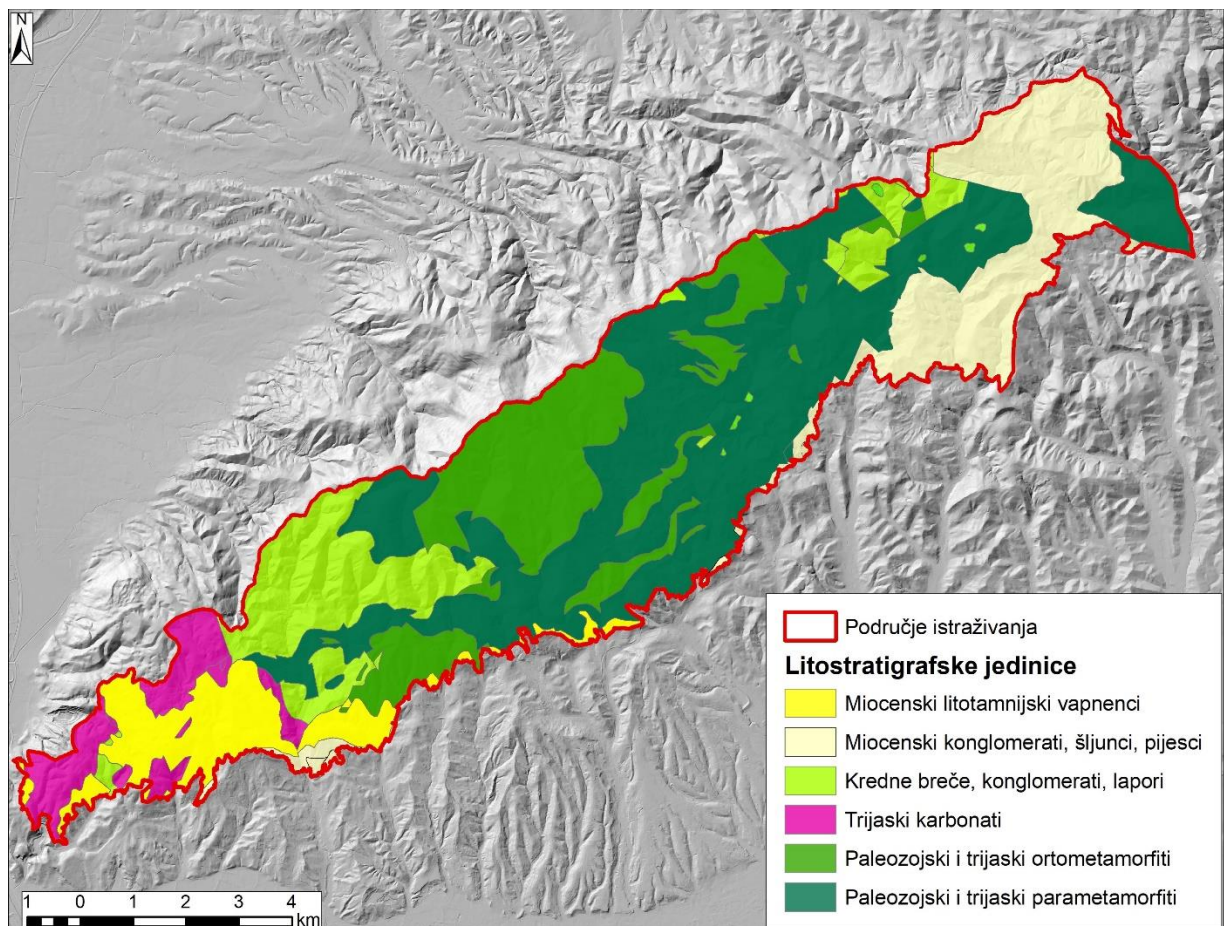 N
Područje istraživanja
Litostratigrafske jedinice
Miocenski litotamnijski vapnenci
Miocenski konglomerati, šljunci, pijesci
Kredne breče, konglomerati, lapori
Trijaski karbonati
Paleozojski i trijaski ortometamorfiti
Paleozojski i trijaski parametamorfiti
1 0 1 2 3 4
km